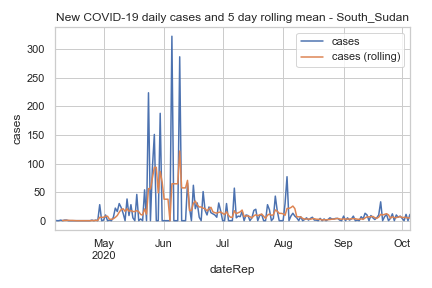 New COVID-19 daily cases and 5 day rolling mean - South_Sudan
cases
cases (rolling)
300
250
200
150
100
50
0
cases
May
2020
Jun
Jul
Aug
Sep
Oct
dateRep